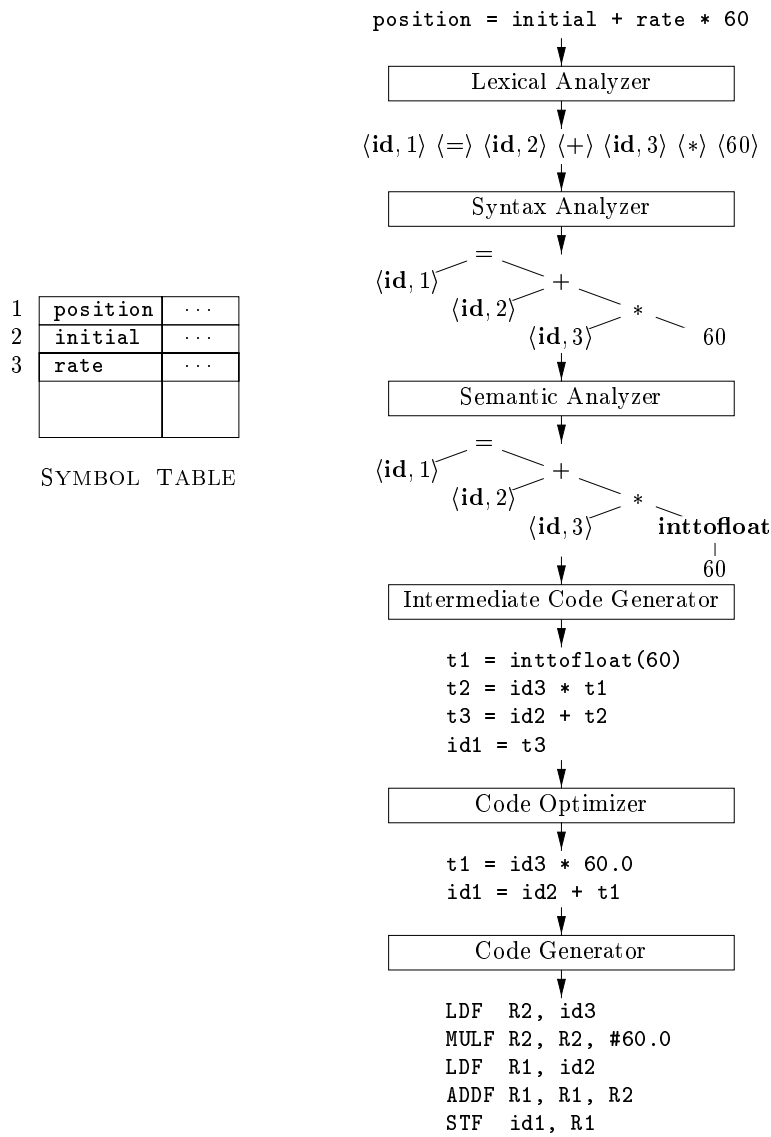 position = initial + rate * 60
Lexical Analyzer
⟨id, 1⟩ ⟨=⟩ ⟨id, 2⟩ ⟨+⟩ ⟨id, 3⟩ ⟨*⟩ ⟨60⟩
Syntax Analyzer
=
⟨id, 1⟩ +
⟨id, 2⟩ *
⟨id, 3⟩ 60
1 position ...
2 initial ...
3 rate ...
SYMBOL TABLE
Semantic Analyzer
=
⟨id, 1⟩ +
⟨id, 2⟩ *
⟨id, 3⟩ inttofloat
60
Intermediate Code Generator
t1 = inttofloat(60)
t2 = id3 * t1
t3 = id2 + t2
id1 = t3
Code Optimizer
t1 = id3 * 60.0
id1 = id2 + t1
Code Generator
LDF R2, id3
MULF R2, R2, #60.0
LDF R1, id2
ADDF R1, R1, R2
STF id1, R1